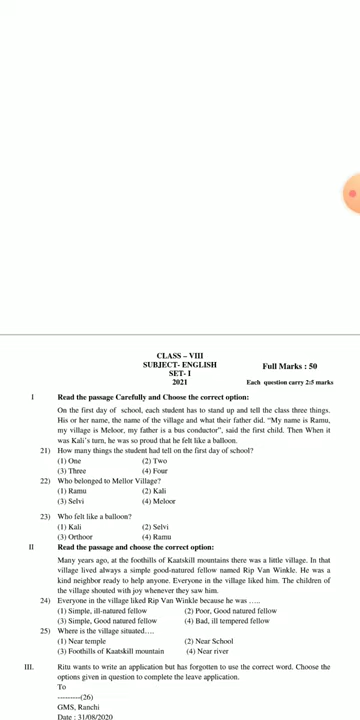 CLASS – VIII
SUBJECT- ENGLISH
Full Marks : 50
SET- I
2021
Each question carry 2:5 marks
I Read the passage Carefully and Choose the correct option:
On the first day of school, each student has to stand up and tell the class three things.
His or her name, the name of the village and what their father did. “My name is Ramu,
my village is Meloor, my father is a bus conductor”, said the first child. Then When it
was Kali’s turn, he was so proud that he felt like a balloon.
21) How many things the student had tell on the first day of school?
(1) One (2) Two
(3) Three (4) Four
22) Who belonged to Mellor Village?
(1) Ramu (2) Kali
(3) Selvi (4) Meloor
23) Who felt like a balloon?
(1) Kali (2) Selvi
(3) Orthoor (4) Ramu
II Read the passage and choose the correct option:
Many years ago, at the foothills of Kaatskill mountains there was a little village. In that
village lived always a simple good-natured fellow named Rip Van Winkle. He was a
kind neighbor ready to help anyone. Everyone in the village liked him. The children of
the village shouted with joy whenever they saw him.
24) Everyone in the village liked Rip Van Winkle because he was …..
(1) Simple, ill-natured fellow (2) Poor, Good natured fellow
(3) Simple, Good natured fellow (4) Bad, ill tempered fellow
25) Where is the village situated….
(1) Near temple (2) Near School
(3) Foothills of Kaatskill mountain (4) Near river
III. Ritu wants to write an application but has forgotten to use the correct word. Choose the
options given in question to complete the leave application.
To
---------(26)
GMS, Ranchi
Date : 31/08/2020